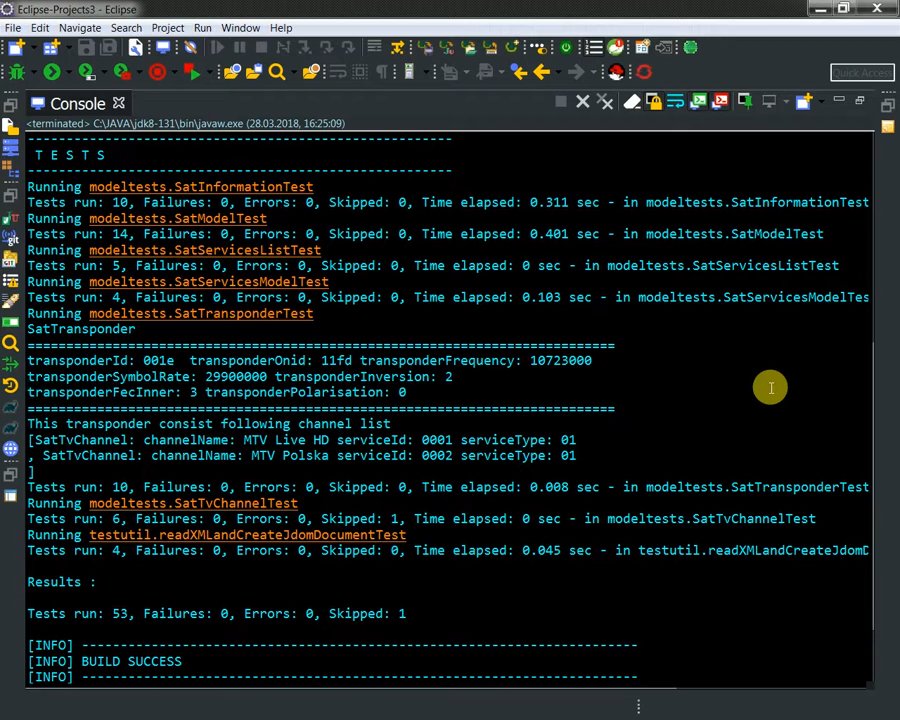 Eclipse-Projects3 - Eclipse
File Edit Navigate Search Project Run Window Help
Quick Access
Console
<terminated> C:\JAVA\jdk8-131\bin\javaw.exe (28.03.2018, 16:25:09)
-------------------------------------------------------
T E S T S
-------------------------------------------------------
Running modeltests.SatInformationTest
Tests run: 10, Failures: 0, Errors: 0, Skipped: 0, Time elapsed: 0.311 sec - in modeltests.SatInformationTest
Running modeltests.SatModelTest
Tests run: 14, Failures: 0, Errors: 0, Skipped: 0, Time elapsed: 0.401 sec - in modeltests.SatModelTest
Running modeltests.SatServicesListTest
Tests run: 5, Failures: 0, Errors: 0, Skipped: 0, Time elapsed: 0 sec - in modeltests.SatServicesListTest
Running modeltests.SatServicesModelTest
Tests run: 4, Failures: 0, Errors: 0, Skipped: 0, Time elapsed: 0.103 sec - in modeltests.SatServicesModelTes
Running modeltests.SatTransponderTest
SatTransponder
============================================================================
transponderId: 001e  transponderOnid: 11fd transponderFrequency: 10723000
transponderSymbolRate: 29900000 transponderInversion: 2
transponderFecInner: 3 transponderPolarisation: 0
============================================================================
This transponder consist following channel list
[SatTvChannel: channelName: MTV Live HD serviceId: 0001 serviceType: 01
, SatTvChannel: channelName: MTV Polska serviceId: 0002 serviceType: 01
]
Tests run: 10, Failures: 0, Errors: 0, Skipped: 0, Time elapsed: 0.008 sec - in modeltests.SatTransponderTest
Running modeltests.SatTvChannelTest
Tests run: 6, Failures: 0, Errors: 0, Skipped: 1, Time elapsed: 0 sec - in modeltests.SatTvChannelTest
Running testutil.readXMLandCreateJdomDocumentTest
Tests run: 4, Failures: 0, Errors: 0, Skipped: 0, Time elapsed: 0.045 sec - in testutil.readXMLandCreateJdomD
Results :
Tests run: 53, Failures: 0, Errors: 0, Skipped: 1
[INFO] ------------------------------------------------------------------------
[INFO] BUILD SUCCESS
[INFO] ------------------------------------------------------------------------